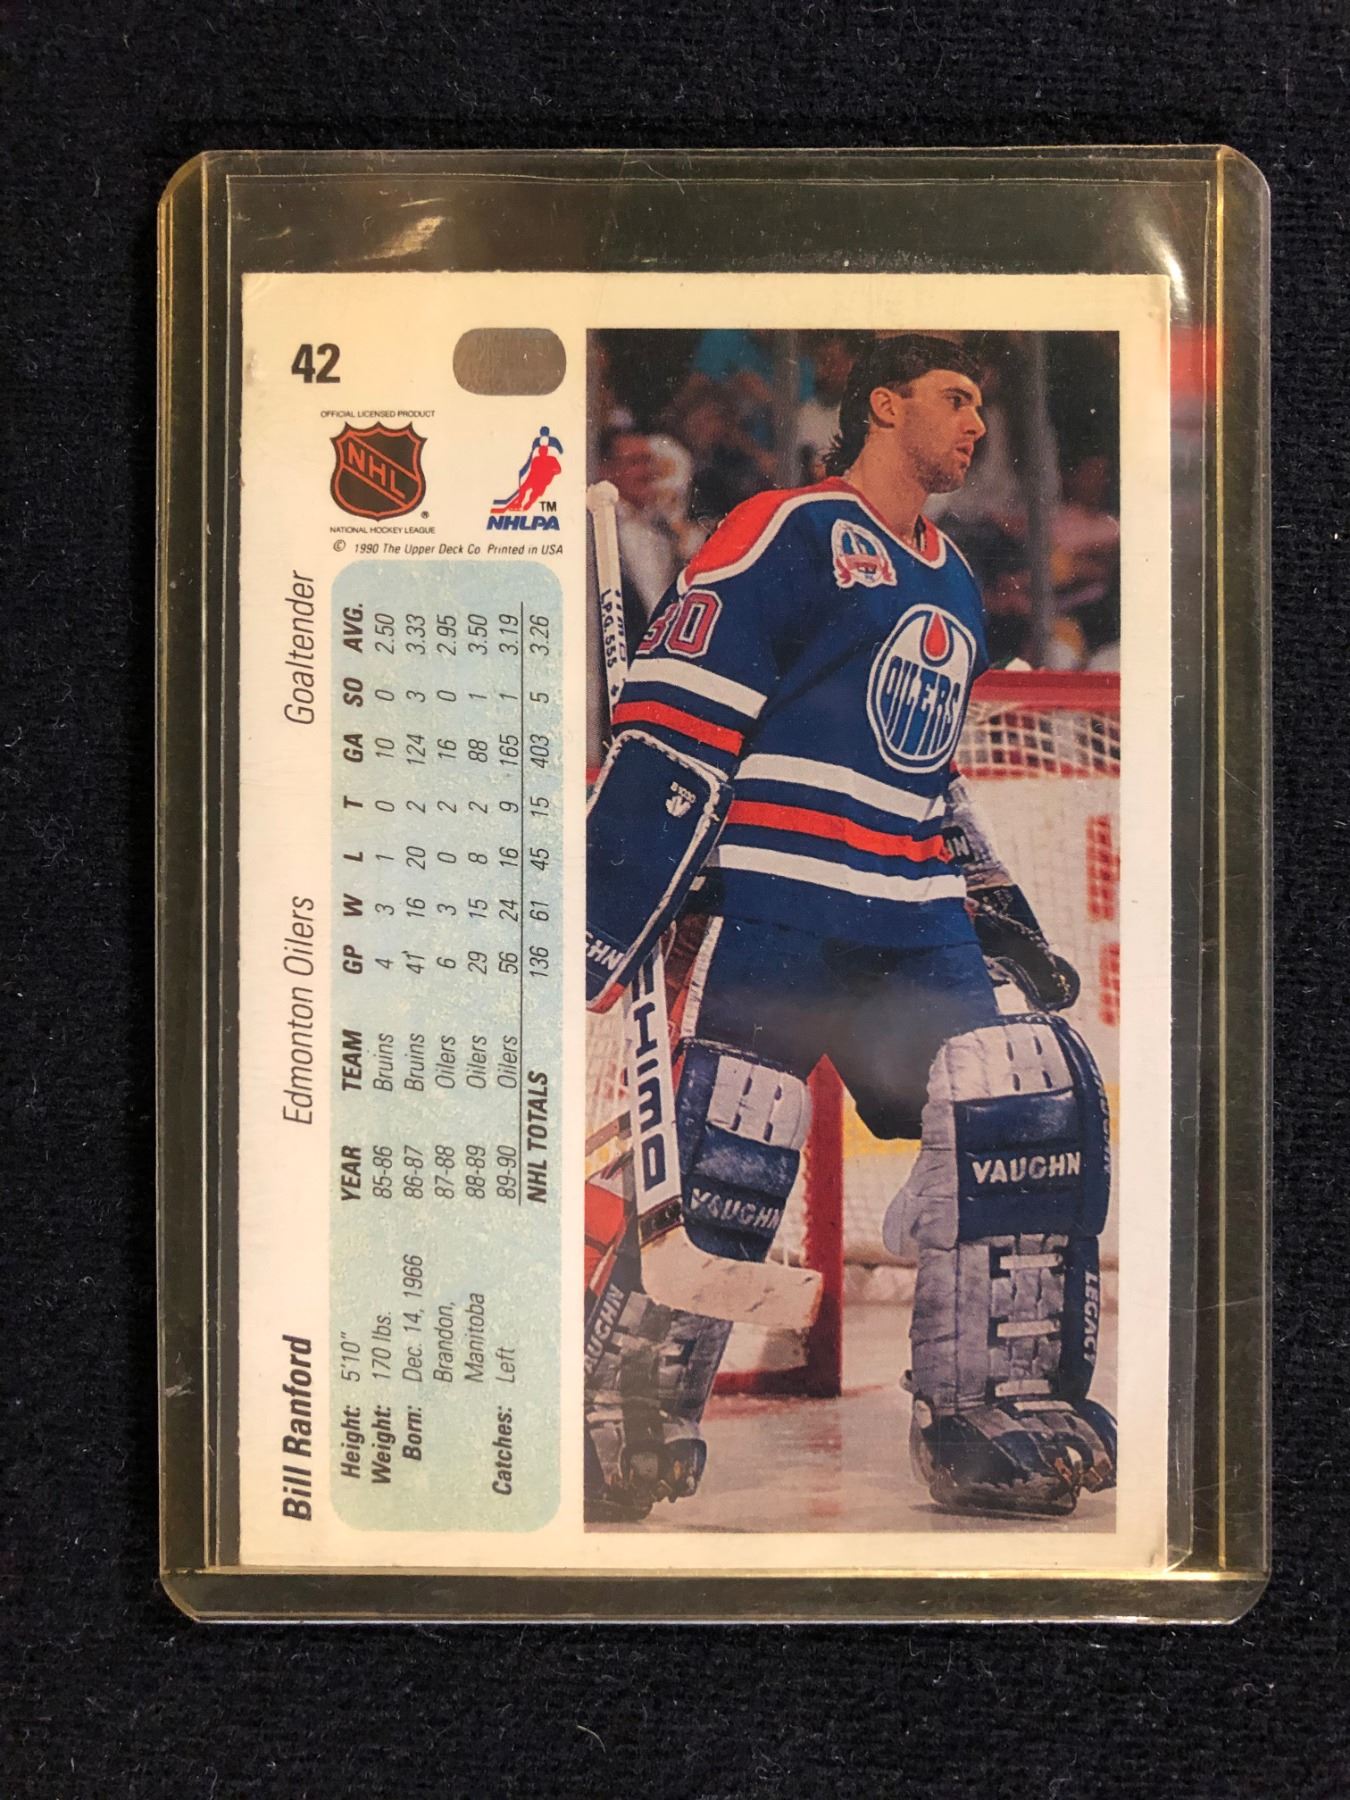 42
OFFICIAL LICENSED PRODUCT
NHL
®
NATIONAL HOCKEY LEAGUE
TM
NHLPA
© 1990 The Upper Deck Co Printed in USA
Bill Ranford Edmonton Oilers Goaltender
Height: 5'10"
Weight: 170 lbs.
Born: Dec. 14, 1966
Brandon,
Manitoba
Catches: Left
YEAR TEAM GP W L T GA SO AVG.
85-86 Bruins 4 3 1 0 10 0 2.50
86-87 Bruins 41 16 20 2 124 3 3.33
87-88 Oilers 6 3 0 2 16 0 2.95
88-89 Oilers 29 15 8 2 88 1 3.50
89-90 Oilers 56 24 16 9 165 1 3.19
NHL TOTALS 136 61 45 15 403 5 3.26
30
OILERS
VAUGHN
VAUGHN
LEGACY